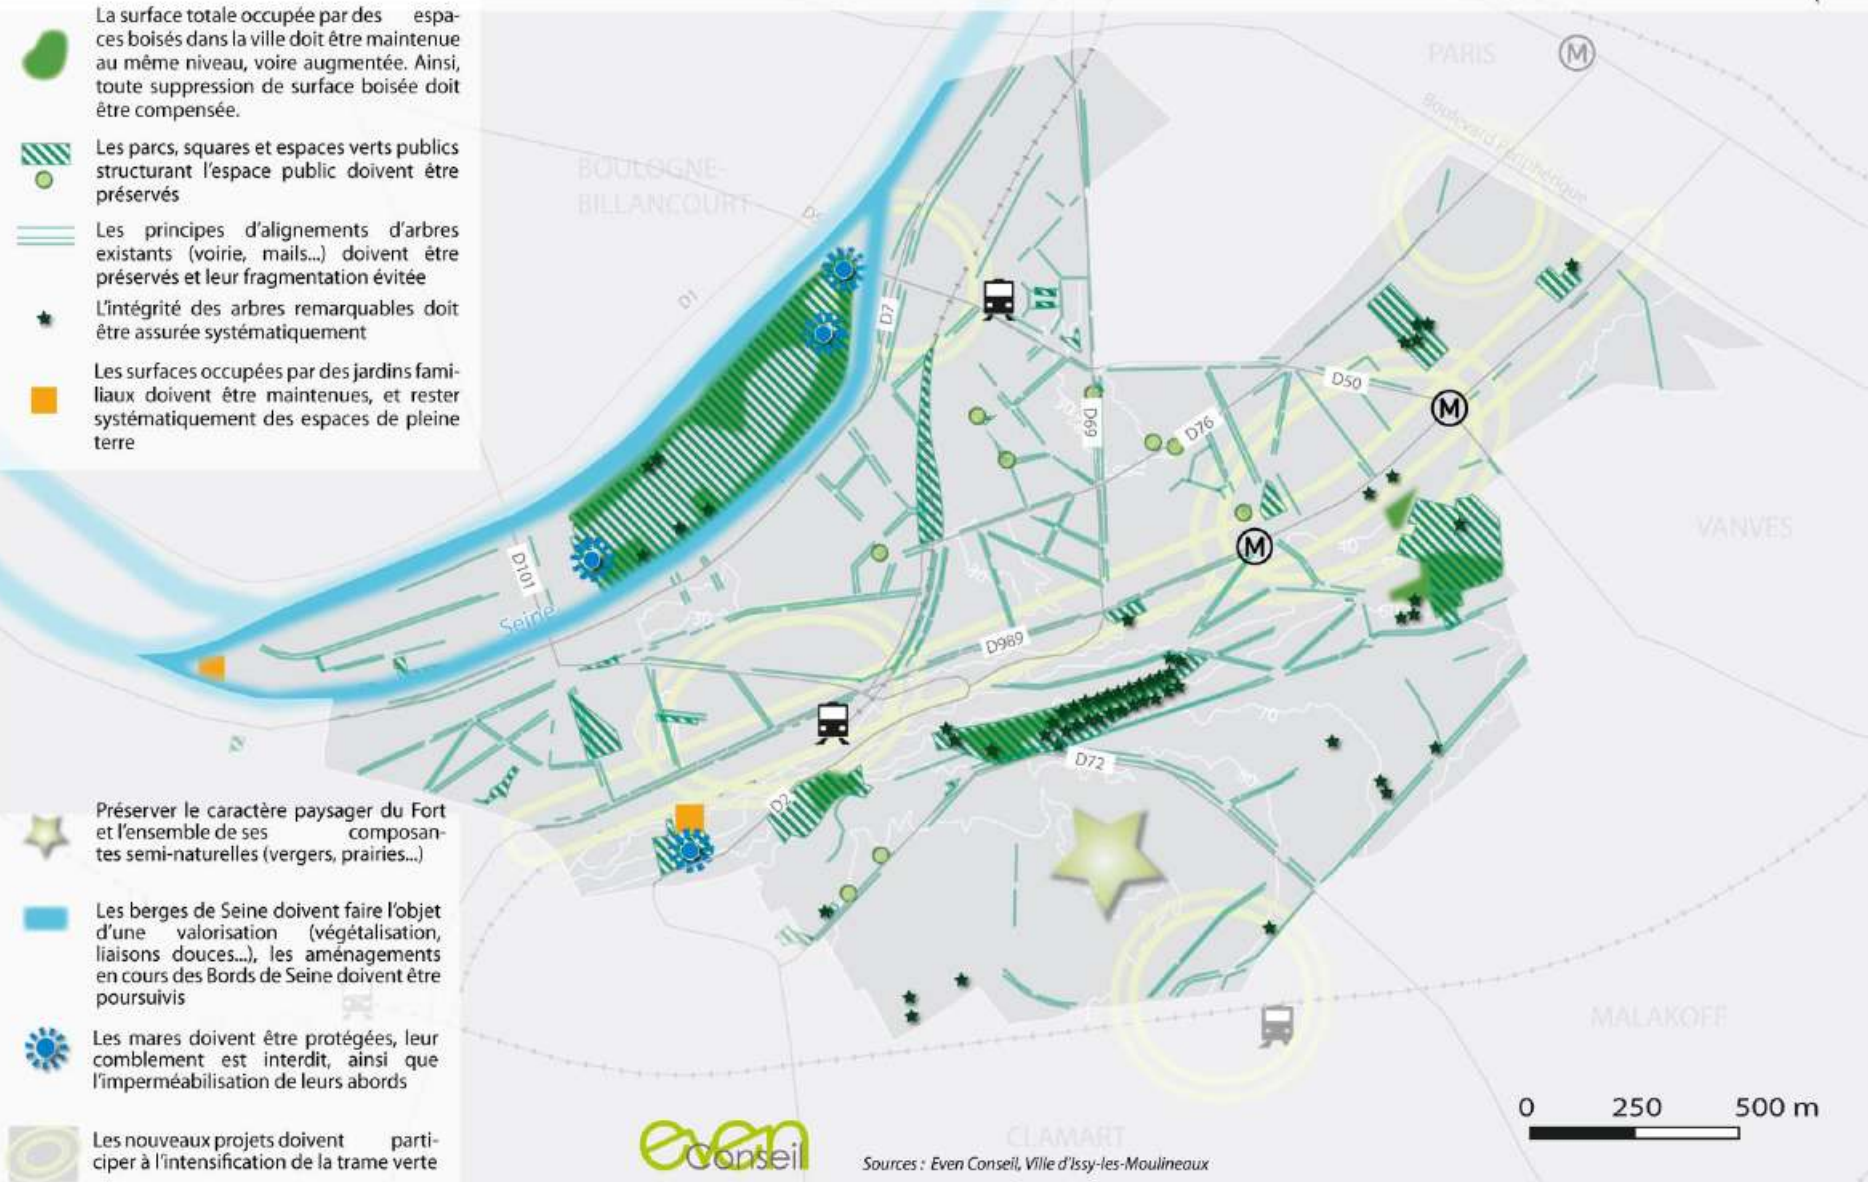 La surface totale occupée par des espa-
ces boisés dans la ville doit être maintenue
au même niveau, voire augmentée. Ainsi,
toute suppression de surface boisée doit
être compensée.
Les parcs, squares et espaces verts publics
structurant l'espace public doivent être
préservés
Les principes d'alignements d'arbres
existants (voirie, mails...) doivent être
préservés et leur fragmentation évitée
L'intégrité des arbres remarquables doit
être assurée systématiquement
Les surfaces occupées par des jardins fami-
liaux doivent être maintenues, et rester
systématiquement des espaces de pleine
terre
Préserver le caractère paysager du Fort
et l'ensemble de ses composan-
tes semi-naturelles (vergers, prairies...)
Les berges de Seine doivent faire l'objet
d'une valorisation (végétalisation,
liaisons douces...), les aménagements
en cours des Bords de Seine doivent être
poursuivis
Les mares doivent être protégées, leur
comblement est interdit, ainsi que
l'imperméabilisation de leurs abords
Les nouveaux projets doivent parti-
ciper à l'intensification de la trame verte
PARIS
M
Boulevard Périphérique
BOULOGNE-
BILLANCOURT
D1
D7
D50
M
D69
D76
VANVES
M
D101
Seine
30
D989
70
D72
D2
MALAKOFF
CLAMART
0 250 500 m
even
Conseil
Sources : Even Conseil, Ville d'Issy-les-Moulineaux